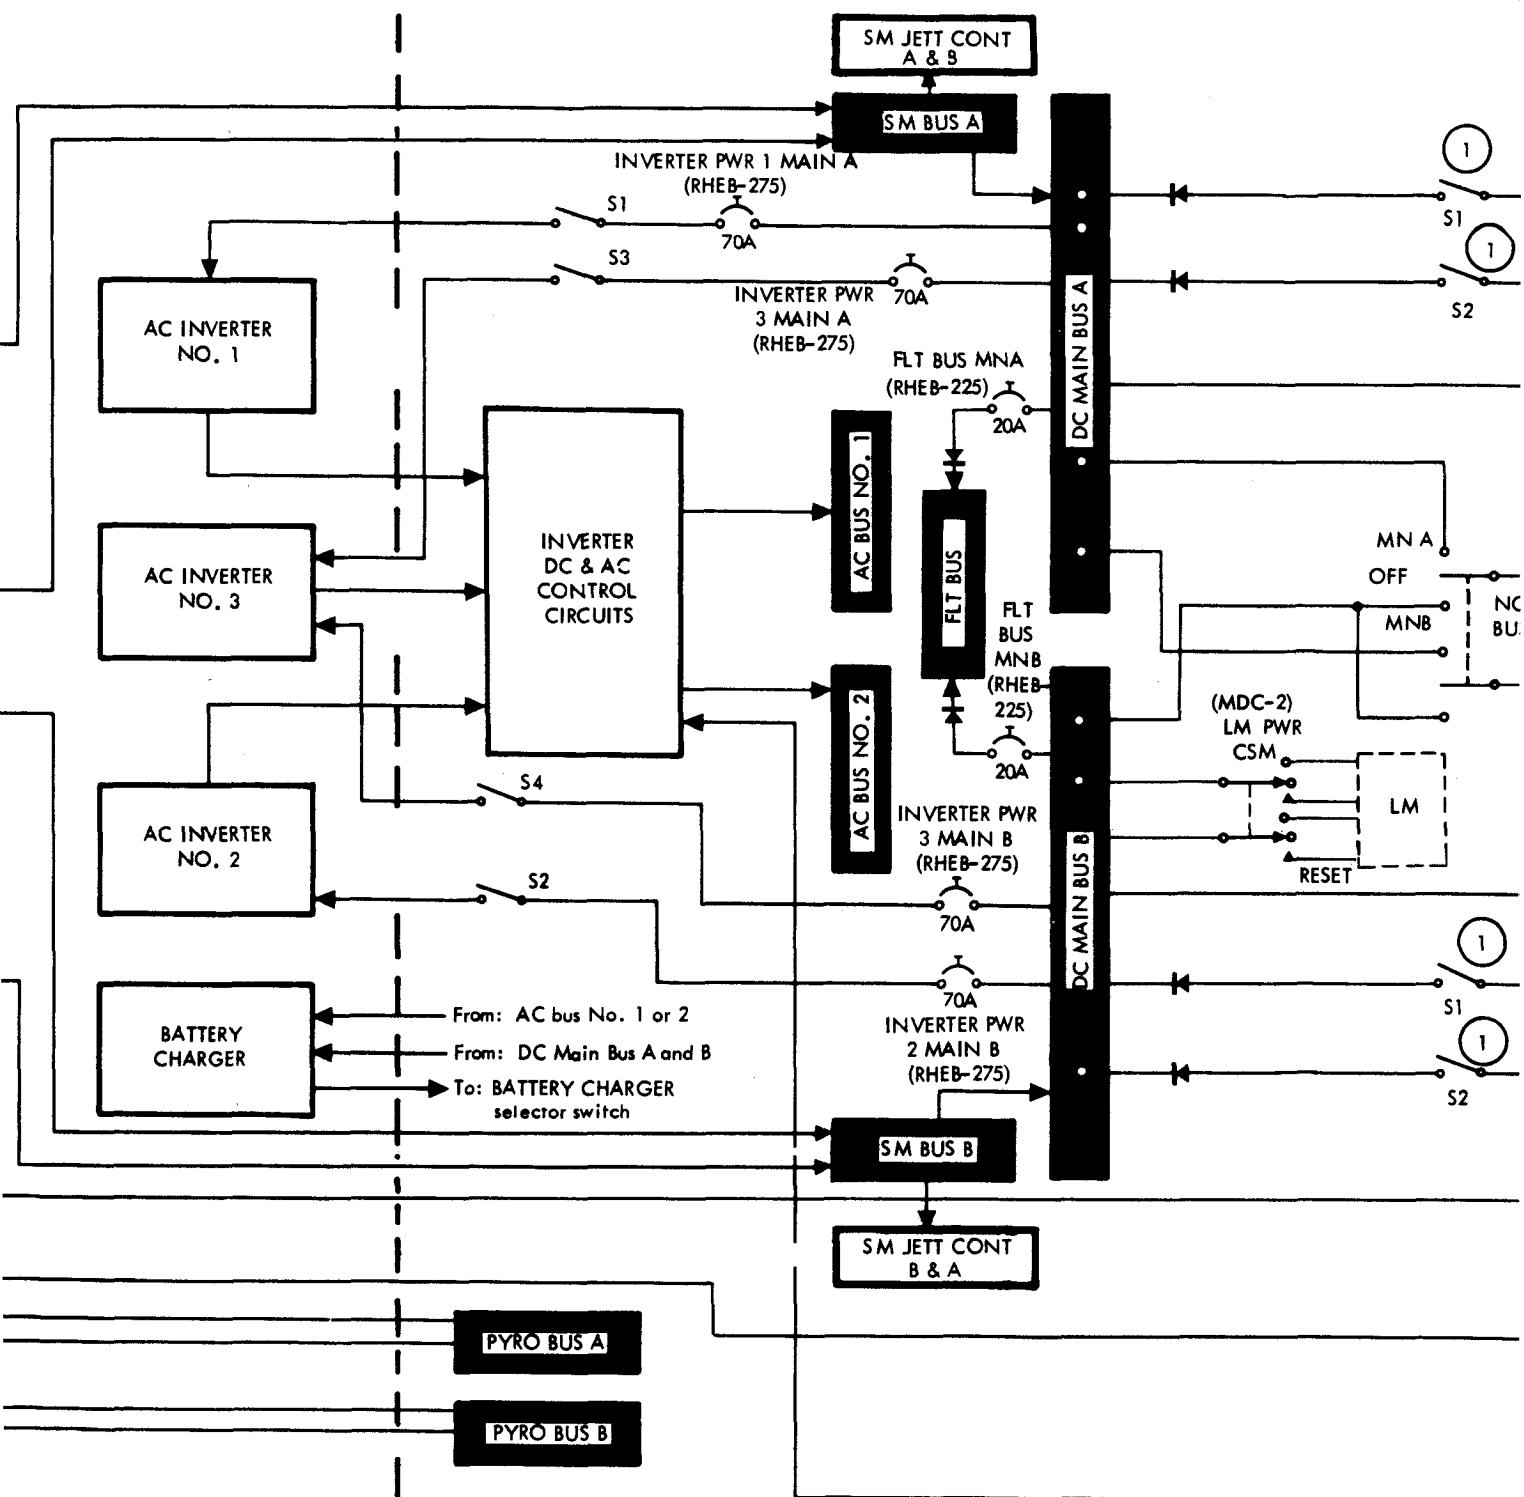 SM JETT CONT
A & B
SM BUS A
INVERTER PWR 1 MAIN A
(RHEB-275)
S1
70A
S3
INVERTER PWR
3 MAIN A
(RHEB-275)
70A
1
S1
1
S2
AC INVERTER
NO. 1
DC MAIN BUS A
FLT BUS MNA
(RHEB-225)
20A
INVERTER
DC & AC
CONTROL
CIRCUITS
AC BUS NO. 1
FLT BUS
AC INVERTER
NO. 3
MN A
OFF
MNB
FLT
BUS
MNB
(RHEB-
225)
20A
AC BUS NO. 2
(MDC-2)
LM PWR
CSM
LM
RESET
S4
AC INVERTER
NO. 2
INVERTER PWR
3 MAIN B
(RHEB-275)
70A
DC MAIN BUS B
S2
70A
INVERTER PWR
2 MAIN B
(RHEB-275)
1
S1
1
S2
BATTERY
CHARGER
From: AC bus No. 1 or 2
From: DC Main Bus A and B
To: BATTERY CHARGER
selector switch
SM BUS B
SM JETT CONT
B & A
PYRO BUS A
PYRO BUS B